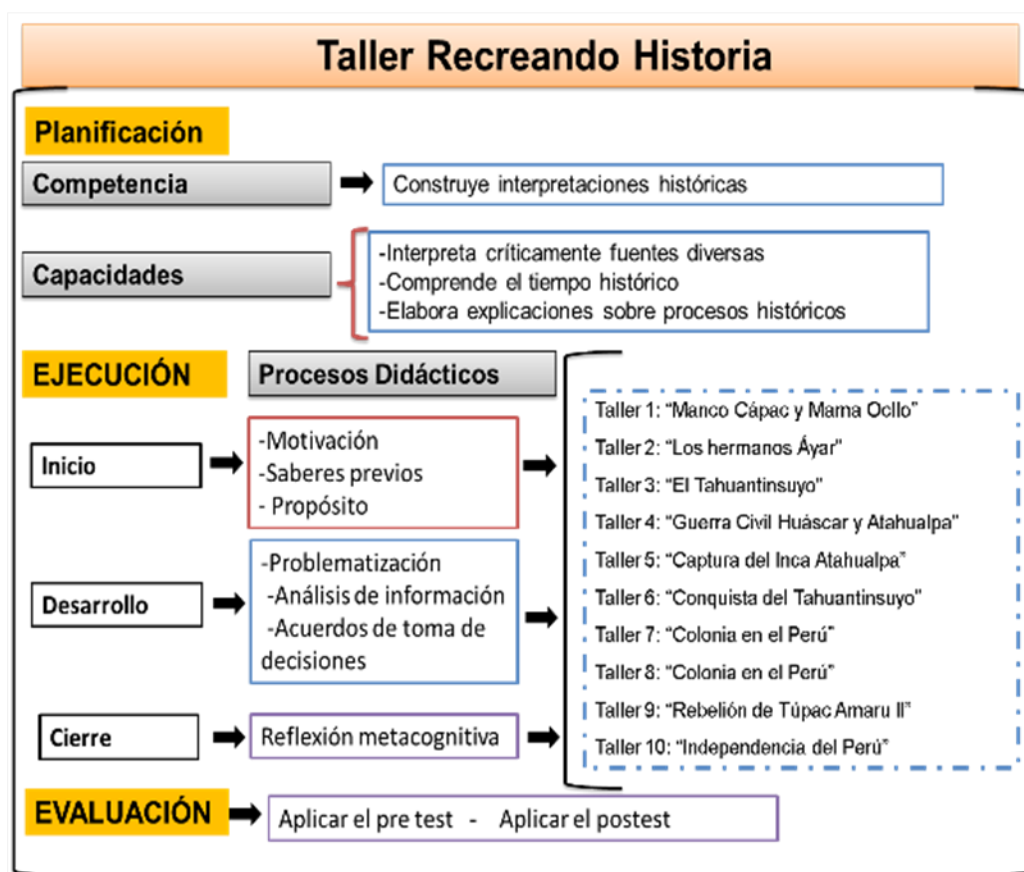 Taller Recreando Historia
Planificación
Competencia
Construye interpretaciones históricas
Capacidades
-Interpreta críticamente fuentes diversas
-Comprende el tiempo histórico
-Elabora explicaciones sobre procesos históricos
EJECUCIÓN
Procesos Didácticos
Inicio
-Motivación
-Saberes previos
- Propósito
Desarrollo
-Problematización
-Análisis de información
-Acuerdos de toma de
decisiones
Cierre
Reflexión metacognitiva
Taller 1: “Manco Cápac y Mama Ocllo”
Taller 2: “Los hermanos Áyar”
Taller 3: “El Tahuantinsuyo”
Taller 4: “Guerra Civil Huáscar y Atahualpa”
Taller 5: “Captura del Inca Atahualpa”
Taller 6: “Conquista del Tahuantinsuyo”
Taller 7: “Colonia en el Perú”
Taller 8: “Colonia en el Perú”
Taller 9: “Rebelión de Túpac Amaru II”
Taller 10: “Independencia del Perú”
EVALUACIÓN
Aplicar el pre test - Aplicar el postest